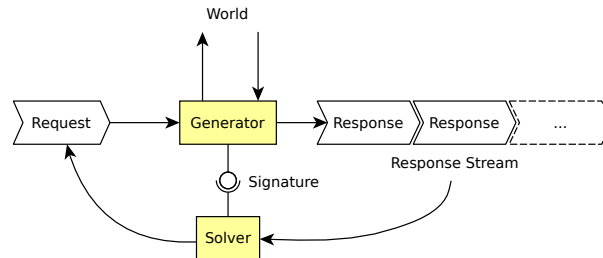 World
Request
Generator
Response
Response
...
Response Stream
Signature
Solver